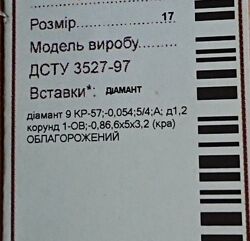 Розмір 17
Модель виробу
ДСТУ 3527-97
Вставки*: ДІАМАНТ
діамант 9 КР-57;-0,054;5/4;А; д1,2
корунд 1-ОВ;-0,86,6х5х3,2 (кра)
ОБЛАГОРОЖЕНИЙ